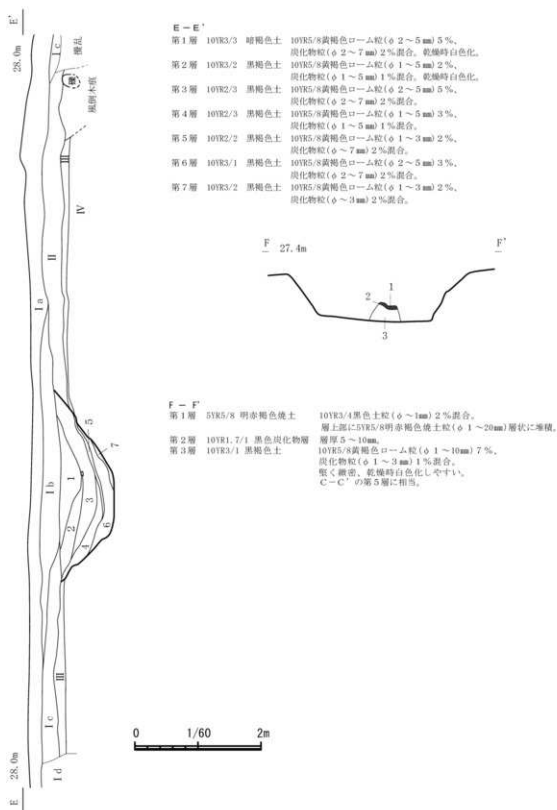 E－E'
第1層　10YR3/3　暗褐色土　10YR5/8黄褐色ローム粒(φ2～5㎜)5％、
炭化物粒(φ2～7㎜)2％混合。乾燥時白色化。
第2層　10YR3/2　黒褐色土　10YR5/8黄褐色ローム粒(φ1～5㎜)2％、
炭化物粒(φ1～5㎜)1％混合。乾燥時白色化。
第3層　10YR2/3　黒褐色土　10YR5/8黄褐色ローム粒(φ2～5㎜)5％、
炭化物粒(φ2～7㎜)2％混合。
第4層　10YR2/3　黒褐色土　10YR5/8黄褐色ローム粒(φ1～5㎜)3％、
炭化物粒(φ1～5㎜)1％混合。
第5層　10YR2/2　黒褐色土　10YR5/8黄褐色ローム粒(φ1～3㎜)2％、
炭化物粒(φ～7㎜)2％混合。
第6層　10YR3/1　黒褐色土　10YR5/8黄褐色ローム粒(φ2～5㎜)3％、
炭化物粒(φ2～7㎜)2％混合。
第7層　10YR3/2　黒褐色土　10YR5/8黄褐色ローム粒(φ1～3㎜)2％、
炭化物粒(φ～3㎜)2％混合。
F　27.4m　F'
1
2
3
F－F'
第1層　5YR5/8　明赤褐色焼土　10YR3/4黒色土粒(φ～1㎜)2％混合。
層上部に5YR5/8明赤褐色焼土粒(φ1～20㎜)層状に堆積。
第2層　10YR1.7/1　黒色炭化物層　層厚5～10㎜。
第3層　10YR3/1　黒褐色土　10YR5/8黄褐色ローム粒(φ1～10㎜)7％、
炭化物粒(φ1～3㎜)1％混合。
堅く緻密、乾燥時白色化しやすい。
C－C'の第5層に相当。
E'
28.0m
Ⅰc
撹乱
撹
風倒木痕
Ⅲ
Ⅳ
Ⅱ
Ⅰa
5
7
Ⅰb
1
3
2
4
6
Ⅲ
Ⅰc
Ⅰd
28.0m
E
0　1/60　2m